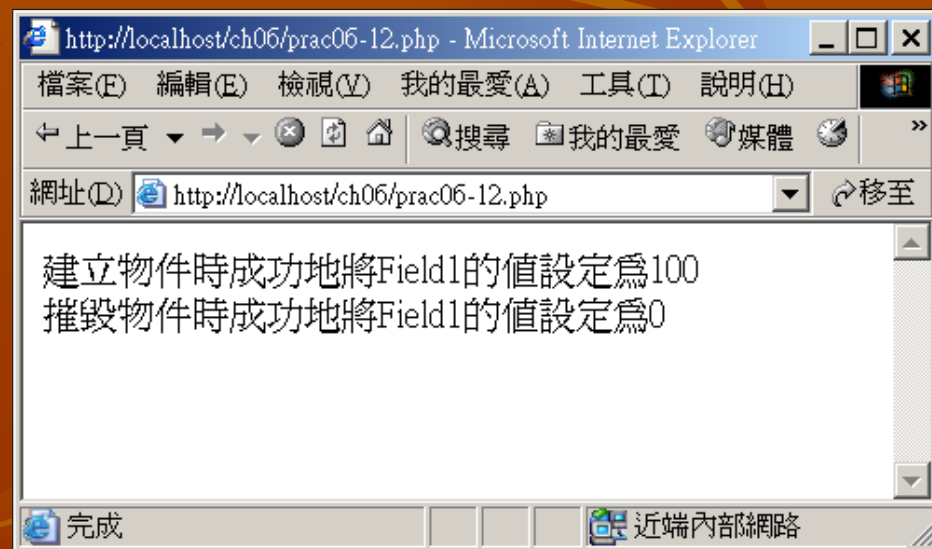 http://localhost/ch06/prac06-12.php - Microsoft Internet Explorer
檔案(F) 編輯(E) 檢視(V) 我的最愛(A) 工具(T) 說明(H)
上一頁 搜尋 我的最愛 媒體 »
網址(D) http://localhost/ch06/prac06-12.php 移至
建立物件時成功地將Field1的值設定為100
摧毀物件時成功地將Field1的值設定為0
完成 近端內部網路